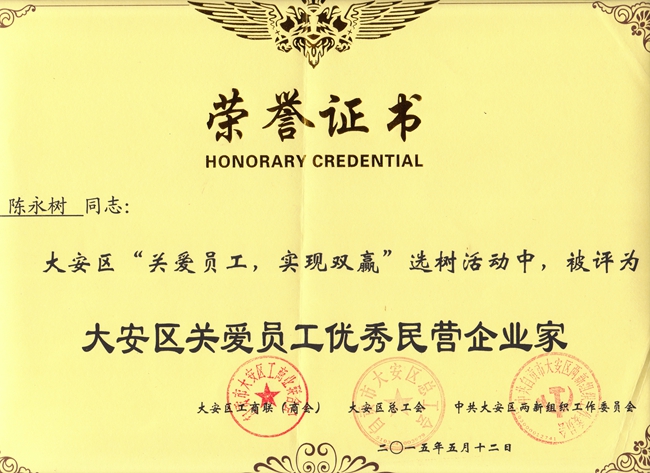 荣誉证书
HONORARY CREDENTIAL
陈永树 同志:
大安区“关爱员工，实现双赢”选树活动中，被评为
大安区关爱员工优秀民营企业家
大安区工商联（商会） 大安区总工会 中共大安区两新组织工作委员会
二〇一五年五月十二日